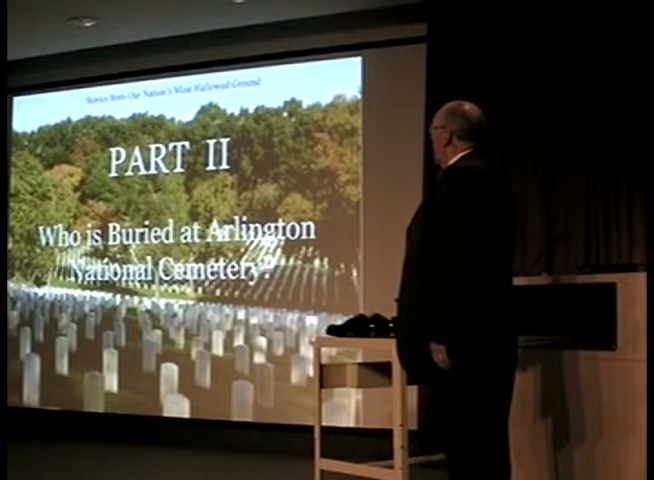 Stories from Our Nation's Most Hallowed Ground
PART II
Who is Buried at Arlington
National Cemetery?